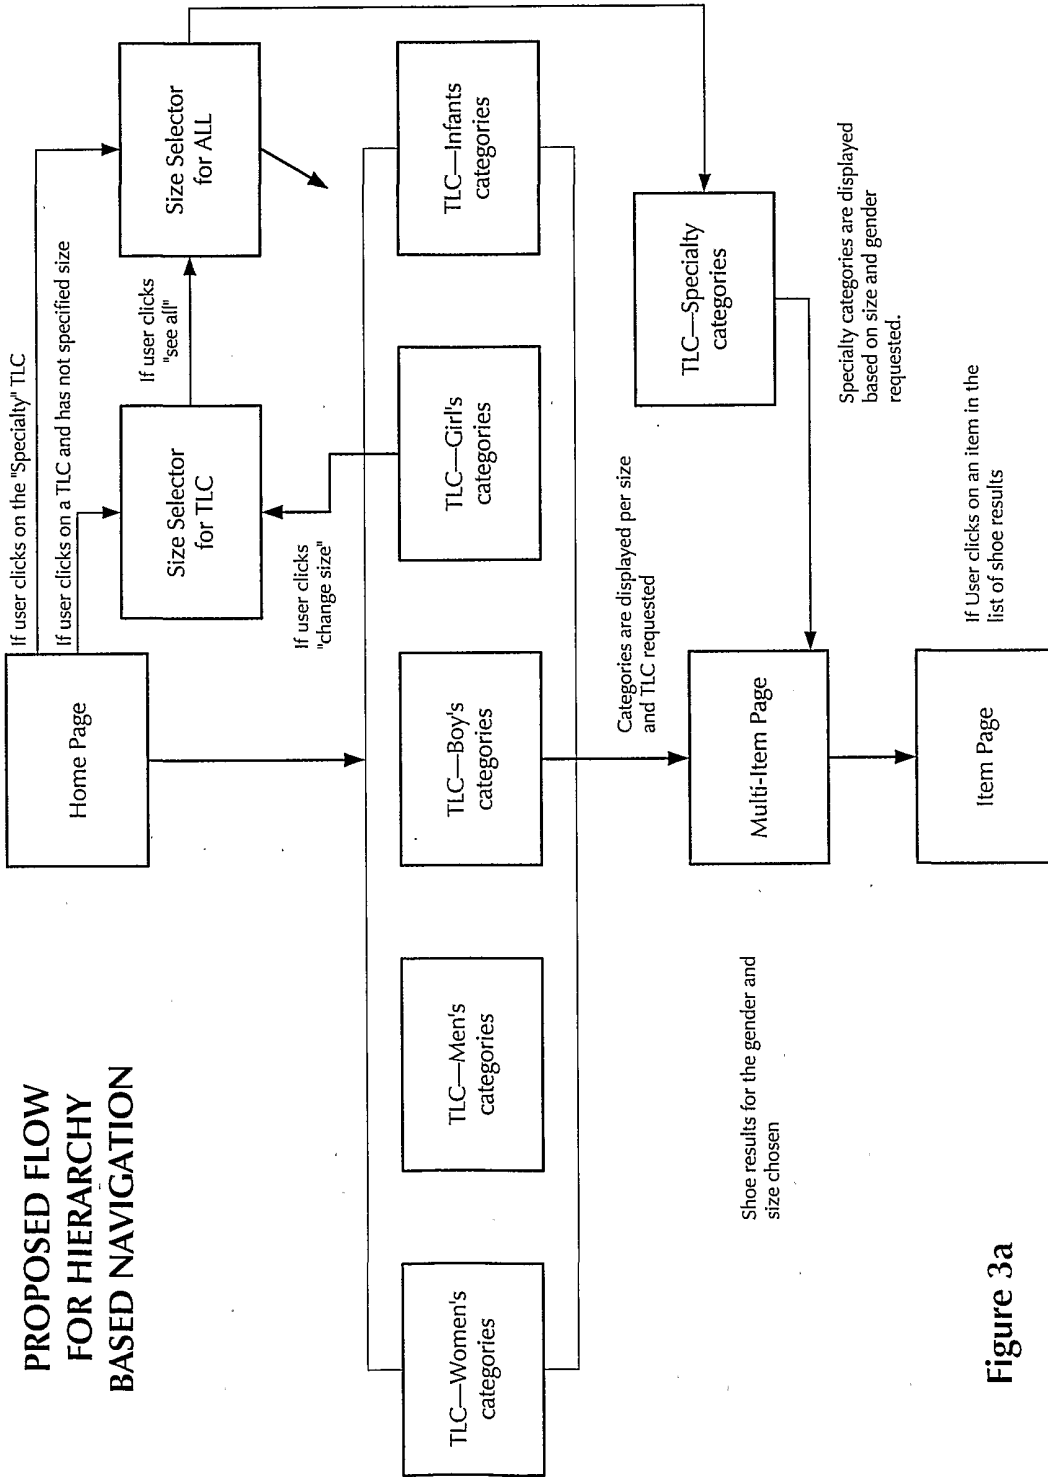 PROPOSED FLOW
FOR HIERARCHY
BASED NAVIGATION
Home Page
If user clicks on the "Specialty" TLC
If user clicks on a TLC and has not specified size
Size Selector
for TLC
If user clicks
"see all"
Size Selector
for ALL
If user clicks
"change size"
TLC—Women's
categories
TLC—Men's
categories
TLC—Boy's
categories
TLC—Girl's
categories
TLC—Infants
categories
Categories are displayed per size
and TLC requested
TLC—Specialty
categories
Shoe results for the gender and
size chosen
Multi-Item Page
Specialty categories are displayed
based on size and gender
requested.
Item Page
If User clicks on an item in the
list of shoe results
Figure 3a